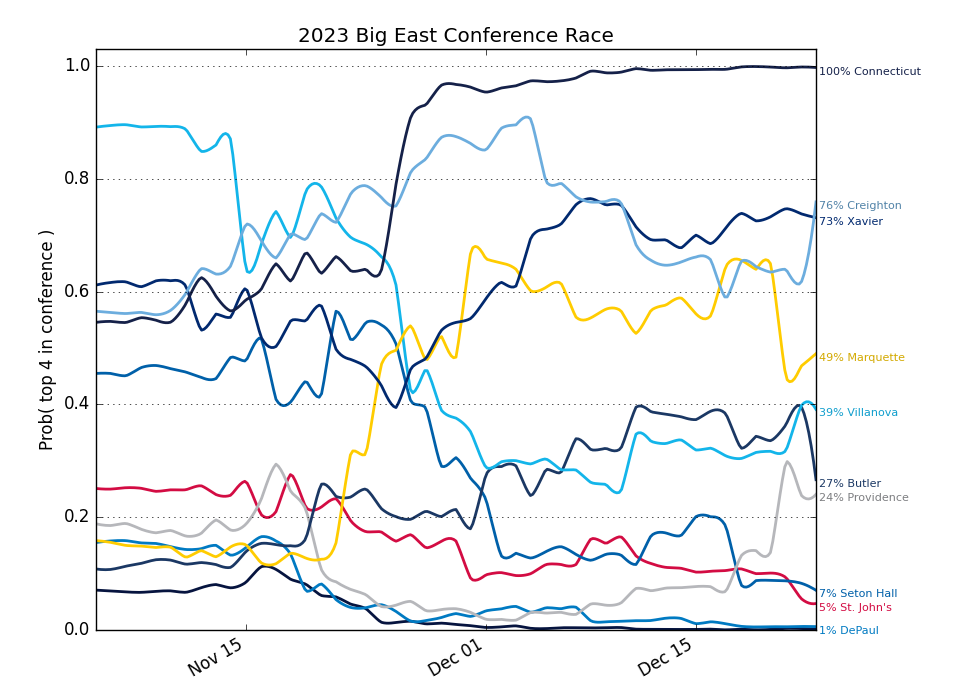 2023 Big East Conference Race
Prob( top 4 in conference )
1.0
0.8
0.6
0.4
0.2
0.0
Nov 15
Dec 01
Dec 15
100% Connecticut
76% Creighton
73% Xavier
49% Marquette
39% Villanova
27% Butler
24% Providence
7% Seton Hall
5% St. John's
1% DePaul